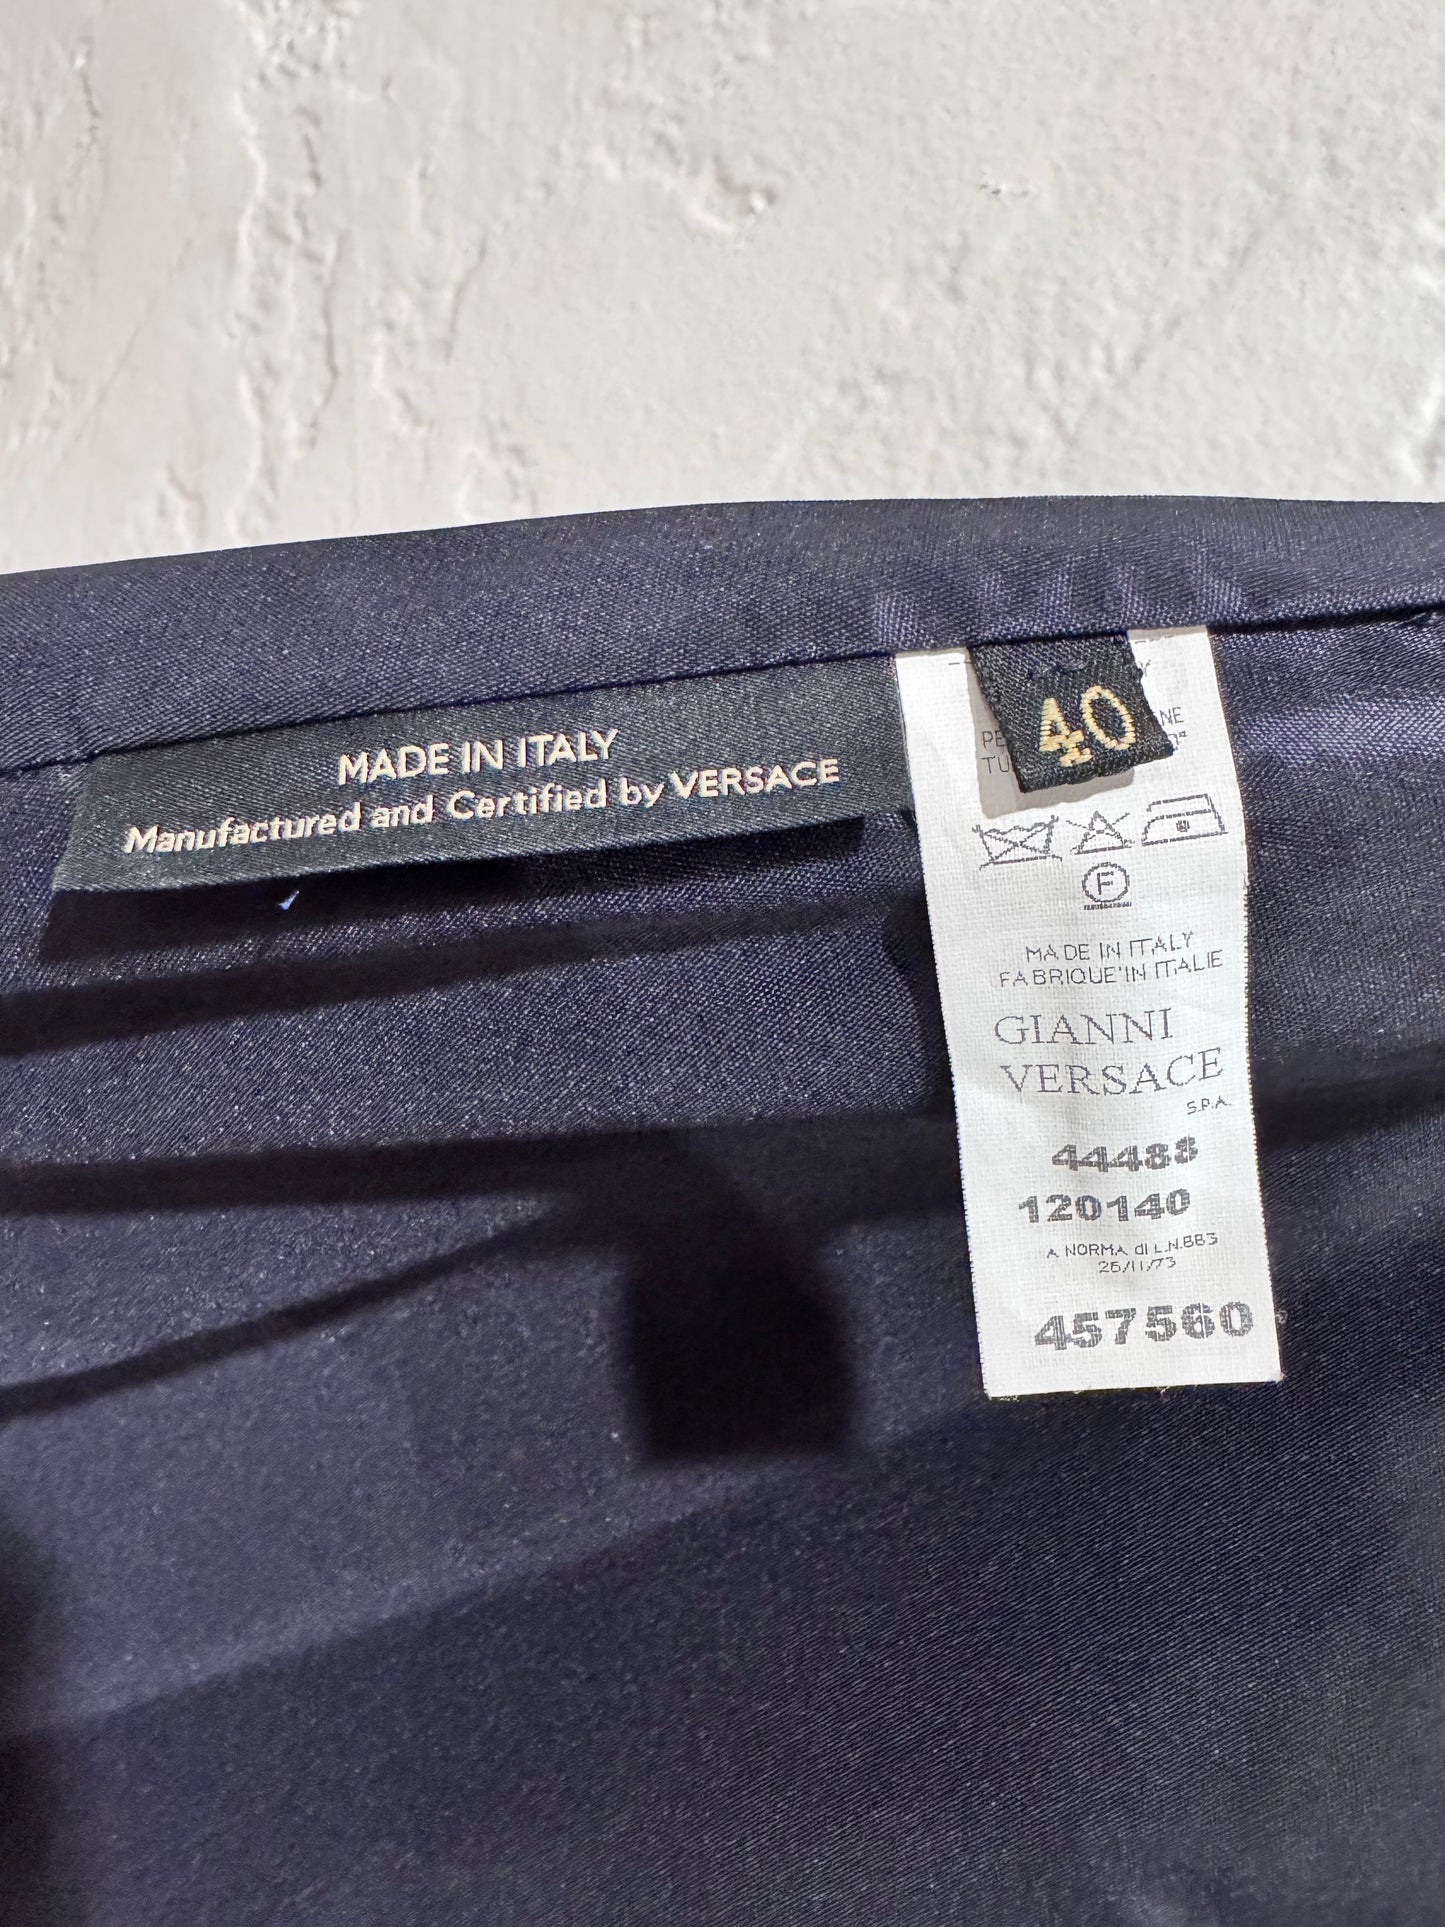 MADE IN ITALY
Manufactured and Certified by VERSACE
40
F
MADE IN ITALY
FABRIQUE'IN ITALIE
GIANNI
VERSACE
S.P.A.
44488
120140
A NORMA di L.N.883
26/11/73
457560